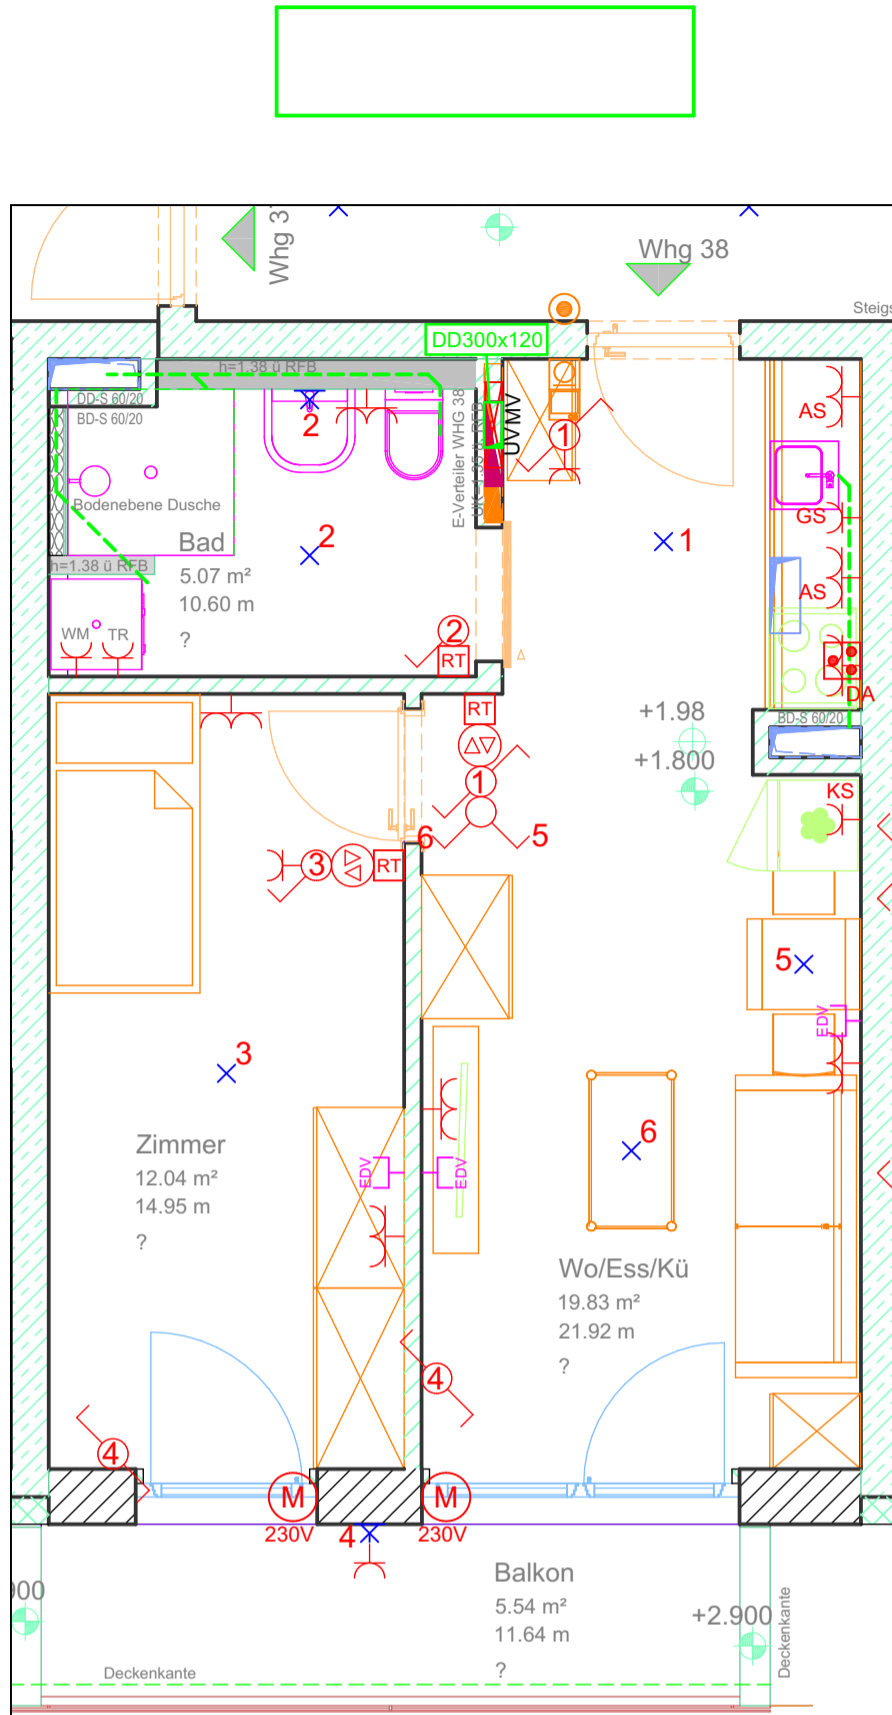 Whg 3
Whg 38
Steigs
DD300x120
h=1.38 ü RFB
DD-S 60/20
BD-S 60/20
2
E-Verteiler WHG 38
UVMV
1
AS
Bodenebene Dusche
GS
Bad
5.07 m²
10.60 m
?
2
1
h=1.38 ü RFB
AS
WM
TR
2
RT
DA
RT
+1.98
BD-S 60/20
+1.800
1
KS
6
5
3
RT
5
EDV
3
6
Zimmer
12.04 m²
14.95 m
?
EDV
EDV
Wo/Ess/Kü
19.83 m²
21.92 m
?
4
4
M
230V
M
230V
4
Balkon
5.54 m²
11.64 m
?
+2.900
900
Deckenkante
Deckenkante